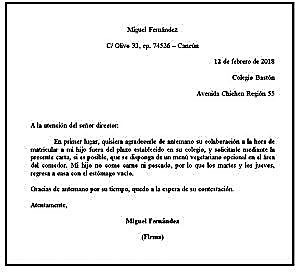 Miguel Fernández
C/ Olivo 33, cp. 74526 – Cancún
12 de febrero de 2018
Colegio Bastón
Avenida Chichen Región 55
A la atención del señor director:
En primer lugar, quisiera agradecerle de antemano su colaboración a la hora de
matricular a mi hijo fuera del plazo establecido en su colegio, y solicitarle mediante la
presente carta, si es posible, que se disponga de un menú vegetariano opcional en el área
del comedor. Mi hijo no come carne ni pescado, por lo que los martes y los jueves,
regresa a casa con el estómago vacío.
Gracias de antemano por su tiempo, quedo a la espera de su contestación.
Atentamente,
Miguel Fernández
(Firma)